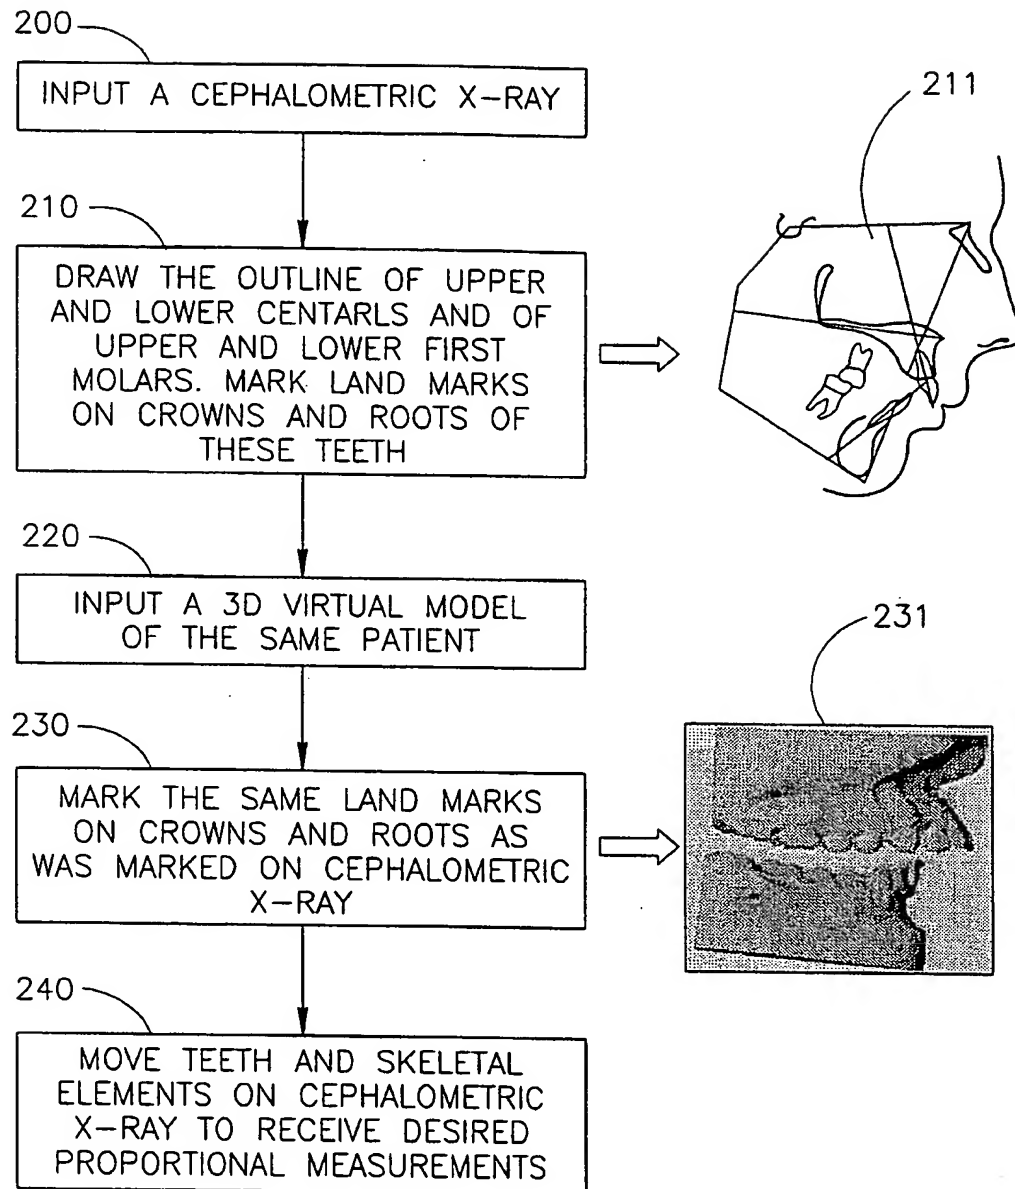 200
INPUT A CEPHALOMETRIC X-RAY
211
210
DRAW THE OUTLINE OF UPPER
AND LOWER CENTARLS AND OF
UPPER AND LOWER FIRST
MOLARS. MARK LAND MARKS
ON CROWNS AND ROOTS OF
THESE TEETH
220
INPUT A 3D VIRTUAL MODEL
OF THE SAME PATIENT
231
230
MARK THE SAME LAND MARKS
ON CROWNS AND ROOTS AS
WAS MARKED ON CEPHALOMETRIC
X-RAY
240
MOVE TEETH AND SKELETAL
ELEMENTS ON CEPHALOMETRIC
X-RAY TO RECEIVE DESIRED
PROPORTIONAL MEASUREMENTS